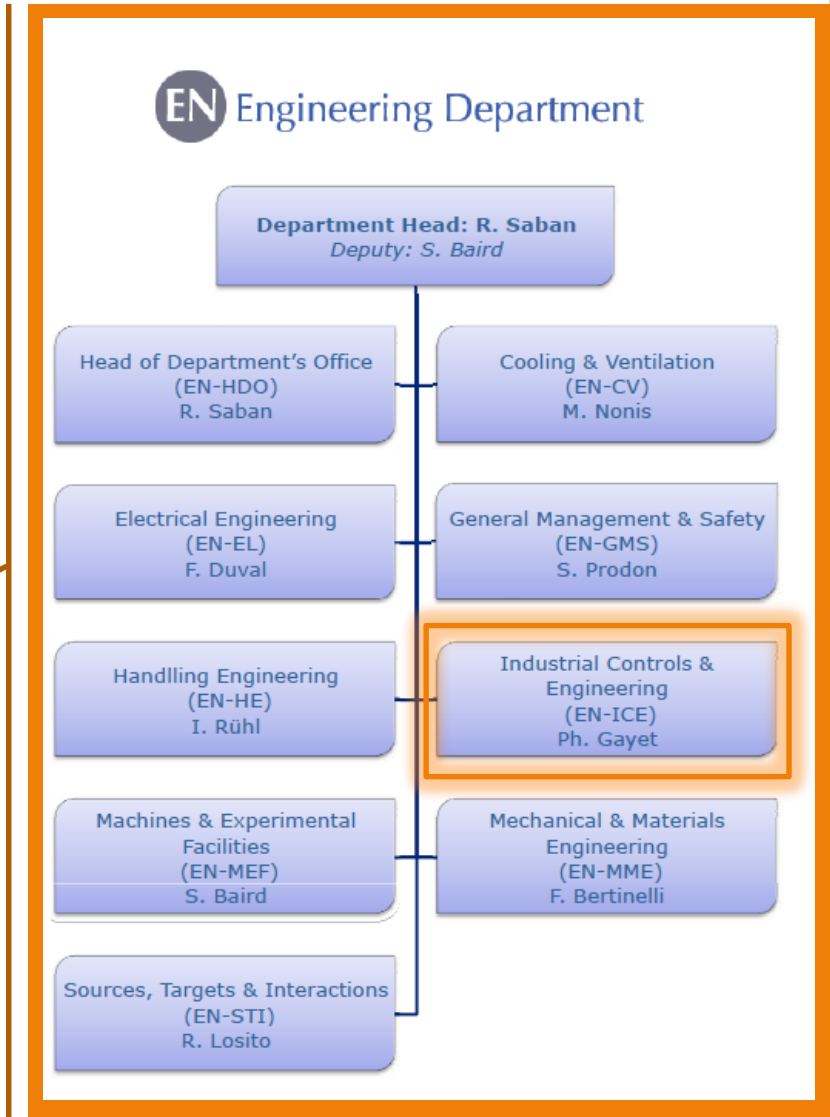 EN Engineering Department
Department Head: R. Saban
Deputy: S. Baird
Head of Department's Office
(EN-HDO)
R. Saban
Cooling & Ventilation
(EN-CV)
M. Nonis
Electrical Engineering
(EN-EL)
F. Duval
General Management & Safety
(EN-GMS)
S. Prodon
Handlling Engineering
(EN-HE)
I. Rühl
Industrial Controls &
Engineering
(EN-ICE)
Ph. Gayet
Machines & Experimental
Facilities
(EN-MEF)
S. Baird
Mechanical & Materials
Engineering
(EN-MME)
F. Bertinelli
Sources, Targets & Interactions
(EN-STI)
R. Losito